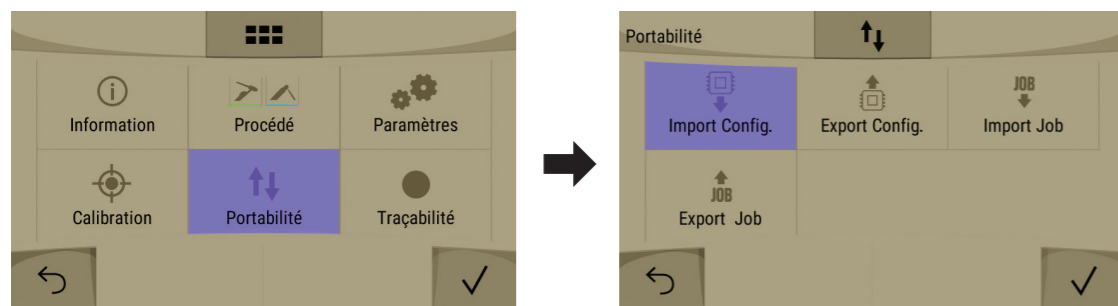 Information
Procédé
Paramètres
Calibration
Portabilité
Traçabilité
Portabilité
JOB
Import Config.
Export Config.
Import Job
JOB
Export Job